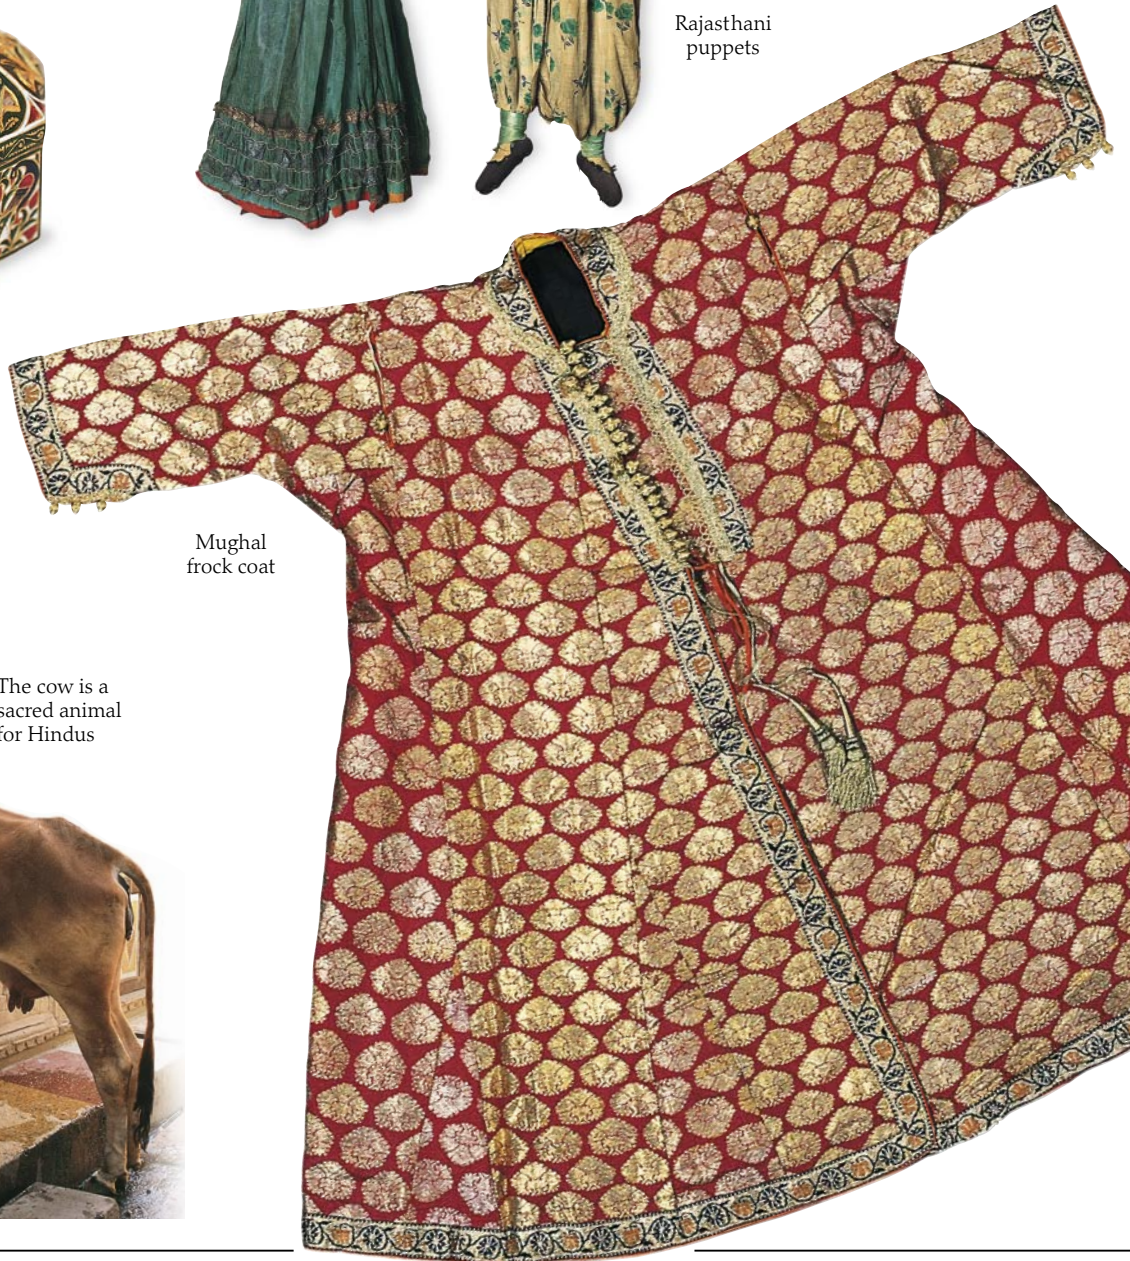 Rajasthani
puppets
Mughal
frock coat
The cow is a
sacred animal
for Hindus